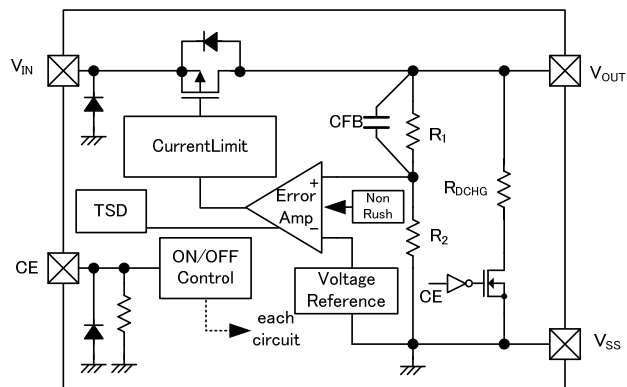 VIN
VOUT
CFB
R1
CurrentLimit
RDCHG
Error
Amp
+
−
Non
Rush
TSD
R2
CE
ON/OFF
Control
Voltage
Reference
CE
each
circuit
VSS